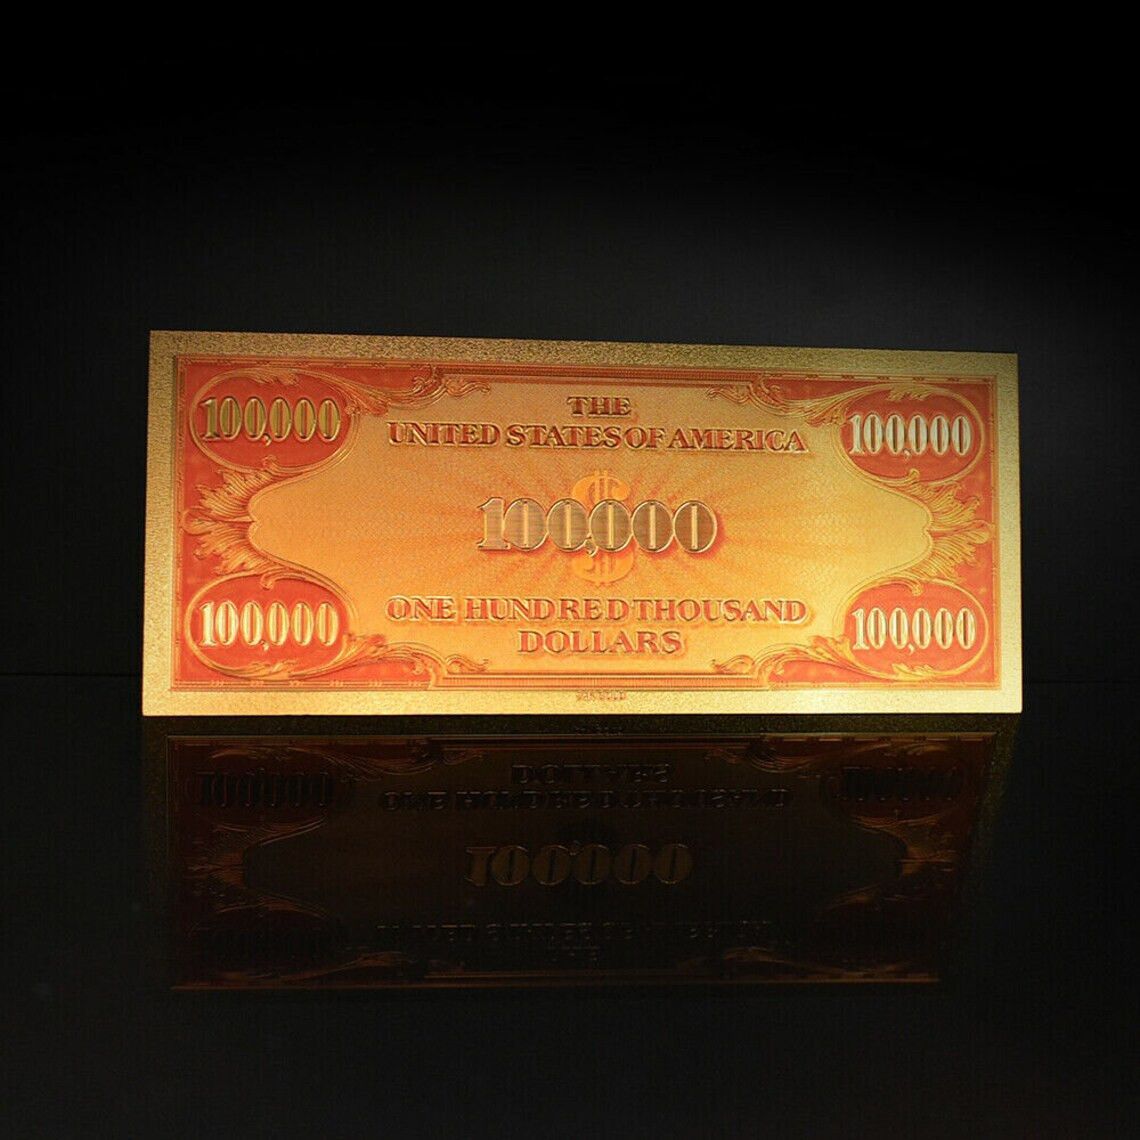 100,000
THE
UNITED STATES OF AMERICA
100,000
100,000
100,000
ONE HUNDRED THOUSAND
DOLLARS
100,000